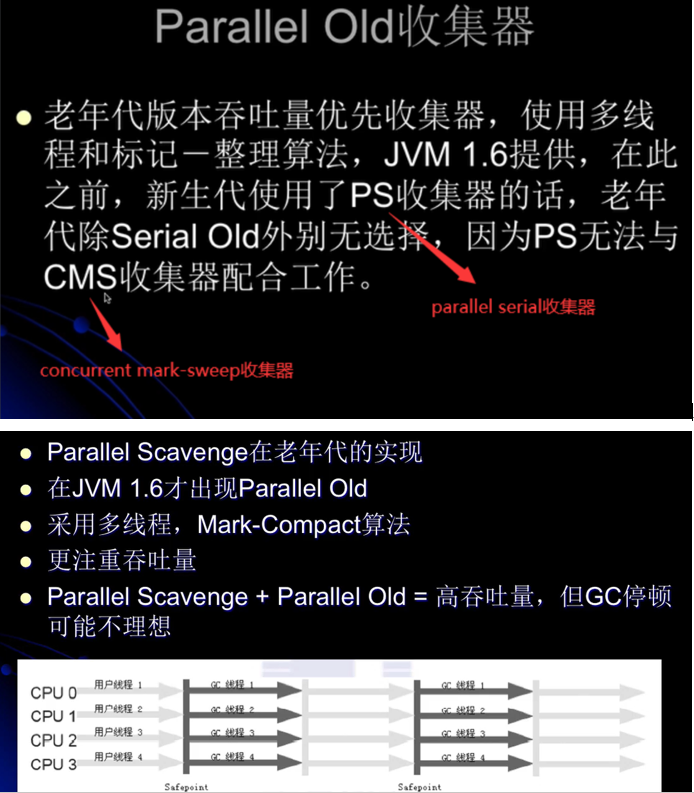 Parallel Old收集器
老年代版本吞吐量优先收集器，使用多线
程和标记－整理算法，JVM 1.6提供，在此
之前，新生代使用了PS收集器的话，老年
代除Serial Old外别无选择，因为PS无法与
CMS收集器配合工作。
parallel serial收集器
concurrent mark-sweep收集器
Parallel Scavenge在老年代的实现
在JVM 1.6才出现Parallel Old
采用多线程，Mark-Compact算法
更注重吞吐量
Parallel Scavenge + Parallel Old = 高吞吐量，但GC停顿
可能不理想
CPU 0 用户线程 1 GC 线程 1 GC 线程 1
CPU 1 用户线程 2 GC 线程 2 GC 线程 2
CPU 2 用户线程 3 GC 线程 3 GC 线程 3
CPU 3 用户线程 4 GC 线程 4 GC 线程 4
Safepoint Safepoint